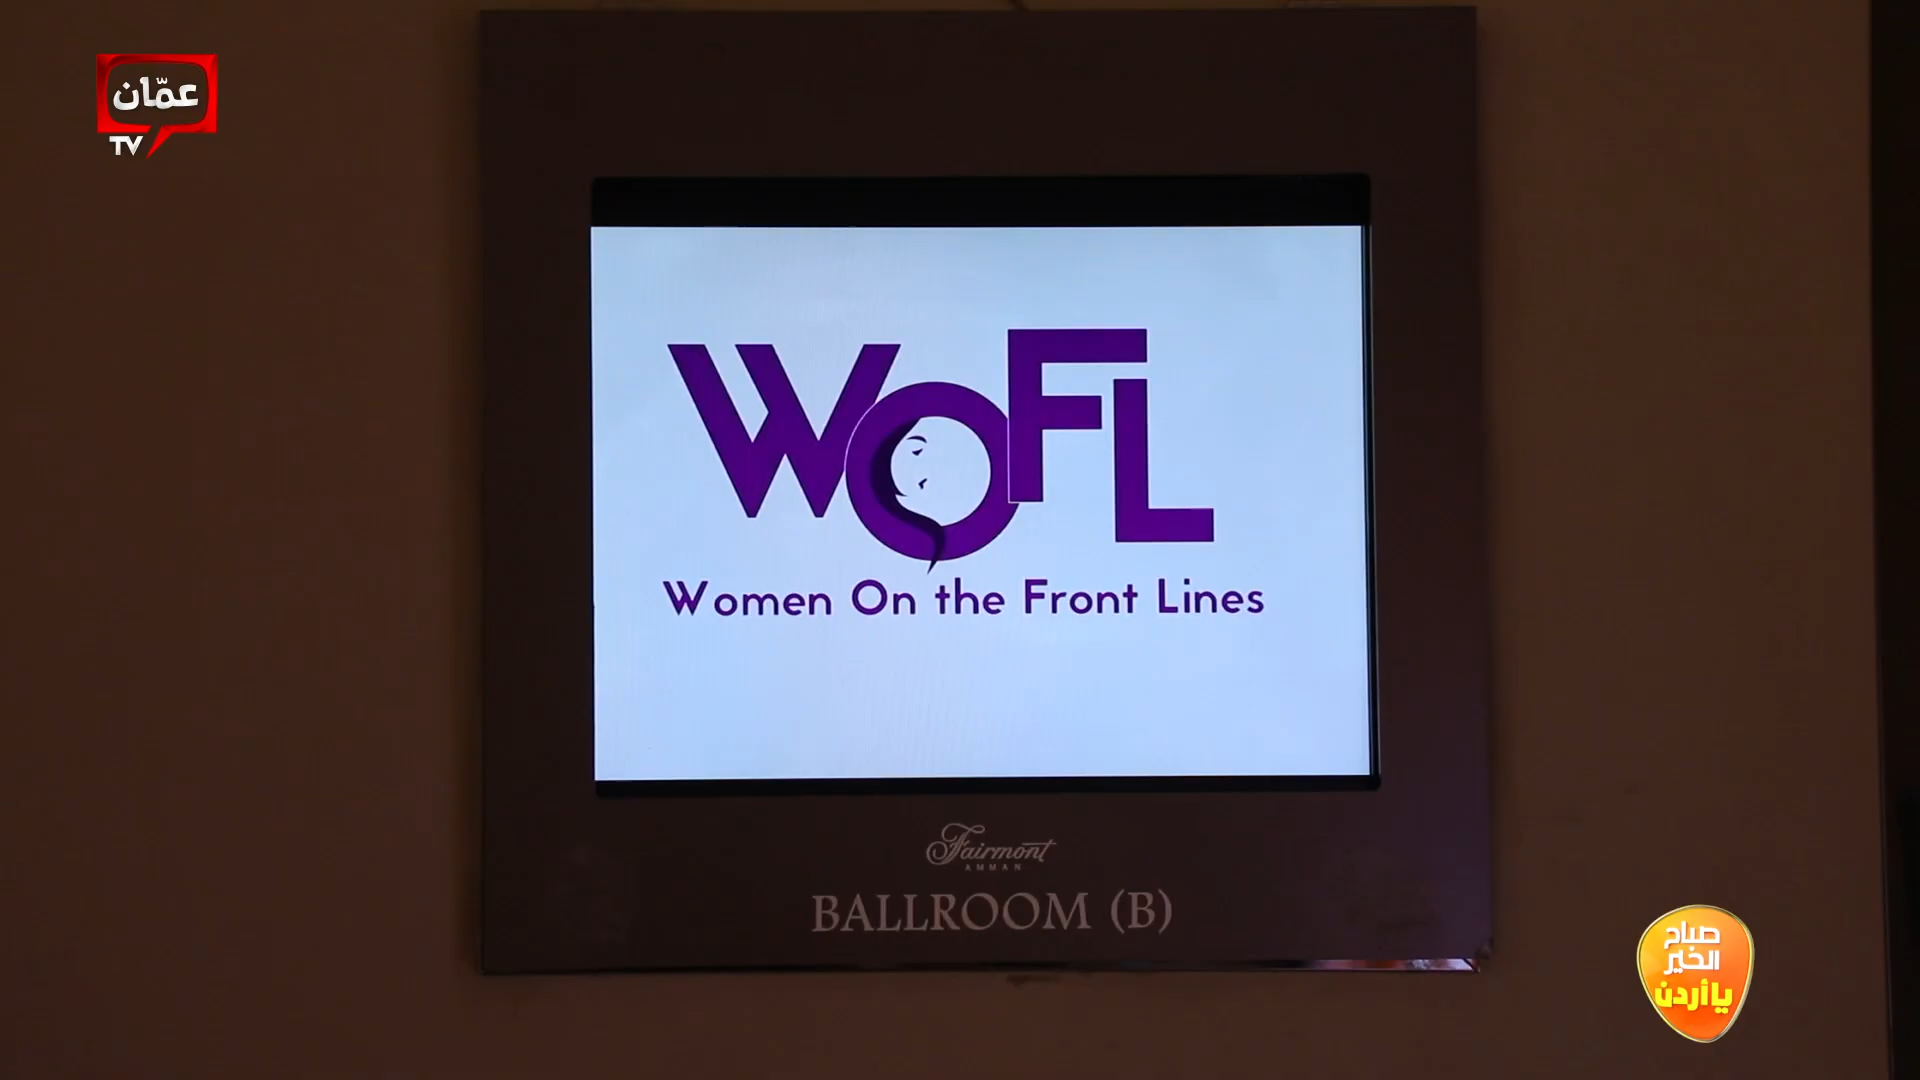 عمّان
TV
WOFL
Women On the Front Lines
Fairmont
AMMAN
BALLROOM (B)
صباح
الخير
يا أردن